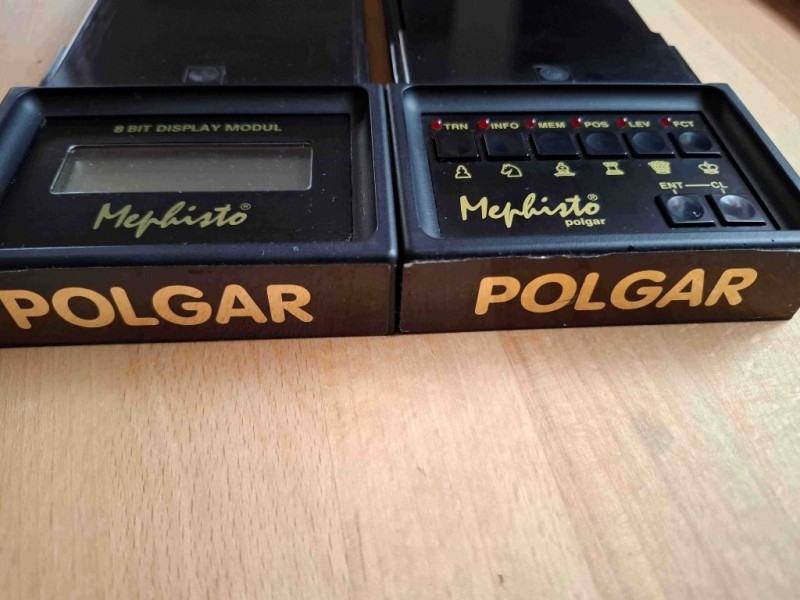 8 BIT DISPLAY MODUL
Mephisto®
POLGAR
TRN INFO MEM POS LEV FCT
ENT CL
Mephisto®
polgar
POLGAR